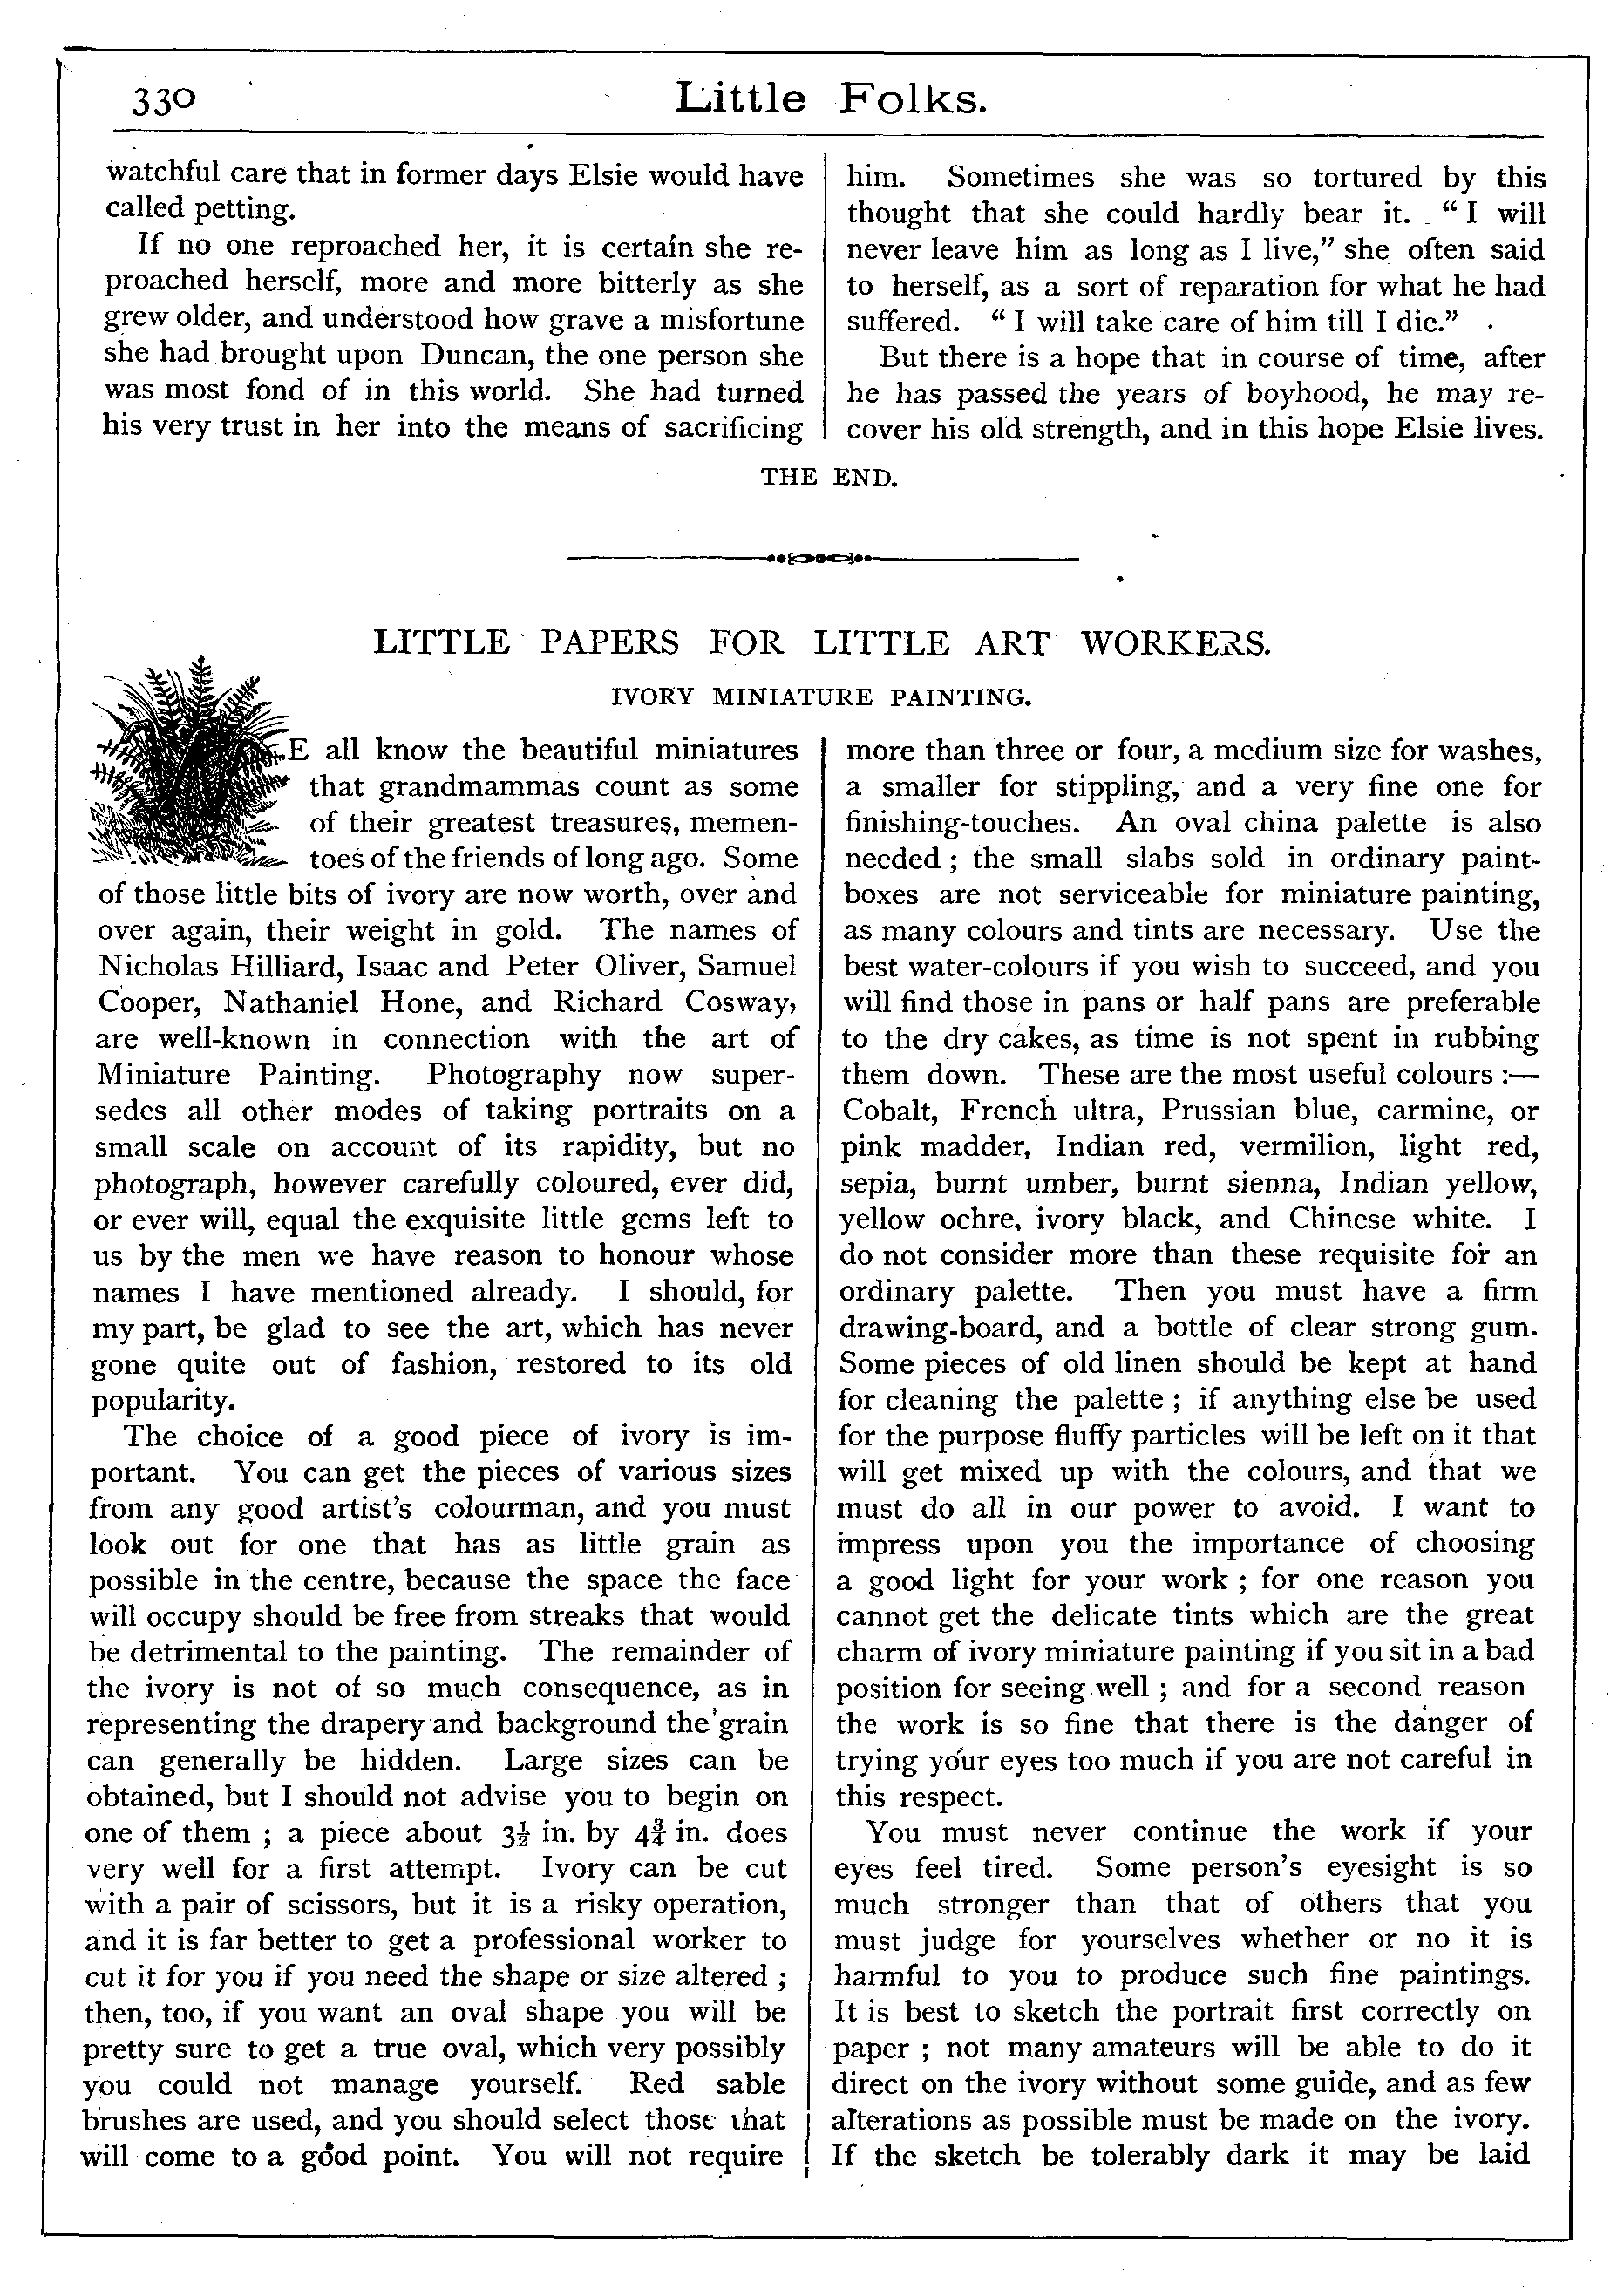 330
Little Folks.
watchful care that in former days Elsie would have
called petting.
If no one reproached her, it is certain she re-
proached herself, more and more bitterly as she
grew older, and understood how grave a misfortune
she had brought upon Duncan, the one person she
was most fond of in this world. She had turned
his very trust in her into the means of sacrificing
him. Sometimes she was so tortured by this
thought that she could hardly bear it. “ I will
never leave him as long as I live,” she often said
to herself, as a sort of reparation for what he had
suffered. “ I will take care of him till I die.”
But there is a hope that in course of time, after
he has passed the years of boyhood, he may re-
cover his old strength, and in this hope Elsie lives.
THE END.
LITTLE PAPERS FOR LITTLE ART WORKERS.
IVORY MINIATURE PAINTING.
E all know the beautiful miniatures
that grandmammas count as some
of their greatest treasures, memen-
toes of the friends of long ago. Some
of those little bits of ivory are now worth, over and
over again, their weight in gold. The names of
Nicholas Hilliard, Isaac and Peter Oliver, Samuel
Cooper, Nathaniel Hone, and Richard Cosway,
are well-known in connection with the art of
Miniature Painting. Photography now super-
sedes all other modes of taking portraits on a
small scale on account of its rapidity, but no
photograph, however carefully coloured, ever did,
or ever will, equal the exquisite little gems left to
us by the men we have reason to honour whose
names I have mentioned already. I should, for
my part, be glad to see the art, which has never
gone quite out of fashion, restored to its old
popularity.
The choice of a good piece of ivory is im-
portant. You can get the pieces of various sizes
from any good artist’s colourman, and you must
look out for one that has as little grain as
possible in the centre, because the space the face
will occupy should be free from streaks that would
be detrimental to the painting. The remainder of
the ivory is not of so much consequence, as in
representing the drapery and background the grain
can generally be hidden. Large sizes can be
obtained, but I should not advise you to begin on
one of them ; a piece about 3½ in. by 4¾ in. does
very well for a first attempt. Ivory can be cut
with a pair of scissors, but it is a risky operation,
and it is far better to get a professional worker to
cut it for you if you need the shape or size altered ;
then, too, if you want an oval shape you will be
pretty sure to get a true oval, which very possibly
you could not manage yourself. Red sable
brushes are used, and you should select those that
will come to a good point. You will not require
more than three or four, a medium size for washes,
a smaller for stippling, and a very fine one for
finishing-touches. An oval china palette is also
needed ; the small slabs sold in ordinary paint-
boxes are not serviceable for miniature painting,
as many colours and tints are necessary. Use the
best water-colours if you wish to succeed, and you
will find those in pans or half pans are preferable
to the dry cakes, as time is not spent in rubbing
them down. These are the most useful colours :—
Cobalt, French ultra, Prussian blue, carmine, or
pink madder, Indian red, vermilion, light red,
sepia, burnt umber, burnt sienna, Indian yellow,
yellow ochre, ivory black, and Chinese white. I
do not consider more than these requisite for an
ordinary palette. Then you must have a firm
drawing-board, and a bottle of clear strong gum.
Some pieces of old linen should be kept at hand
for cleaning the palette ; if anything else be used
for the purpose fluffy particles will be left on it that
will get mixed up with the colours, and that we
must do all in our power to avoid. I want to
impress upon you the importance of choosing
a good light for your work ; for one reason you
cannot get the delicate tints which are the great
charm of ivory miniature painting if you sit in a bad
position for seeing well ; and for a second reason
the work is so fine that there is the danger of
trying your eyes too much if you are not careful in
this respect.
You must never continue the work if your
eyes feel tired. Some person’s eyesight is so
much stronger than that of others that you
must judge for yourselves whether or no it is
harmful to you to produce such fine paintings.
It is best to sketch the portrait first correctly on
paper ; not many amateurs will be able to do it
direct on the ivory without some guide, and as few
alterations as possible must be made on the ivory.
If the sketch be tolerably dark it may be laid